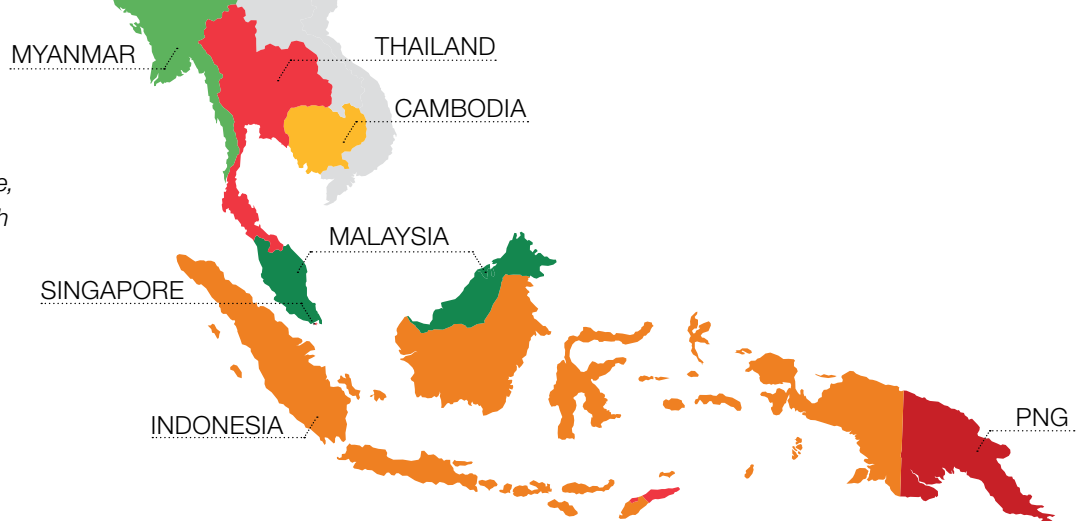 THAILAND
MYANMAR
CAMBODIA
e,
h
MALAYSIA
SINGAPORE
PNG
INDONESIA